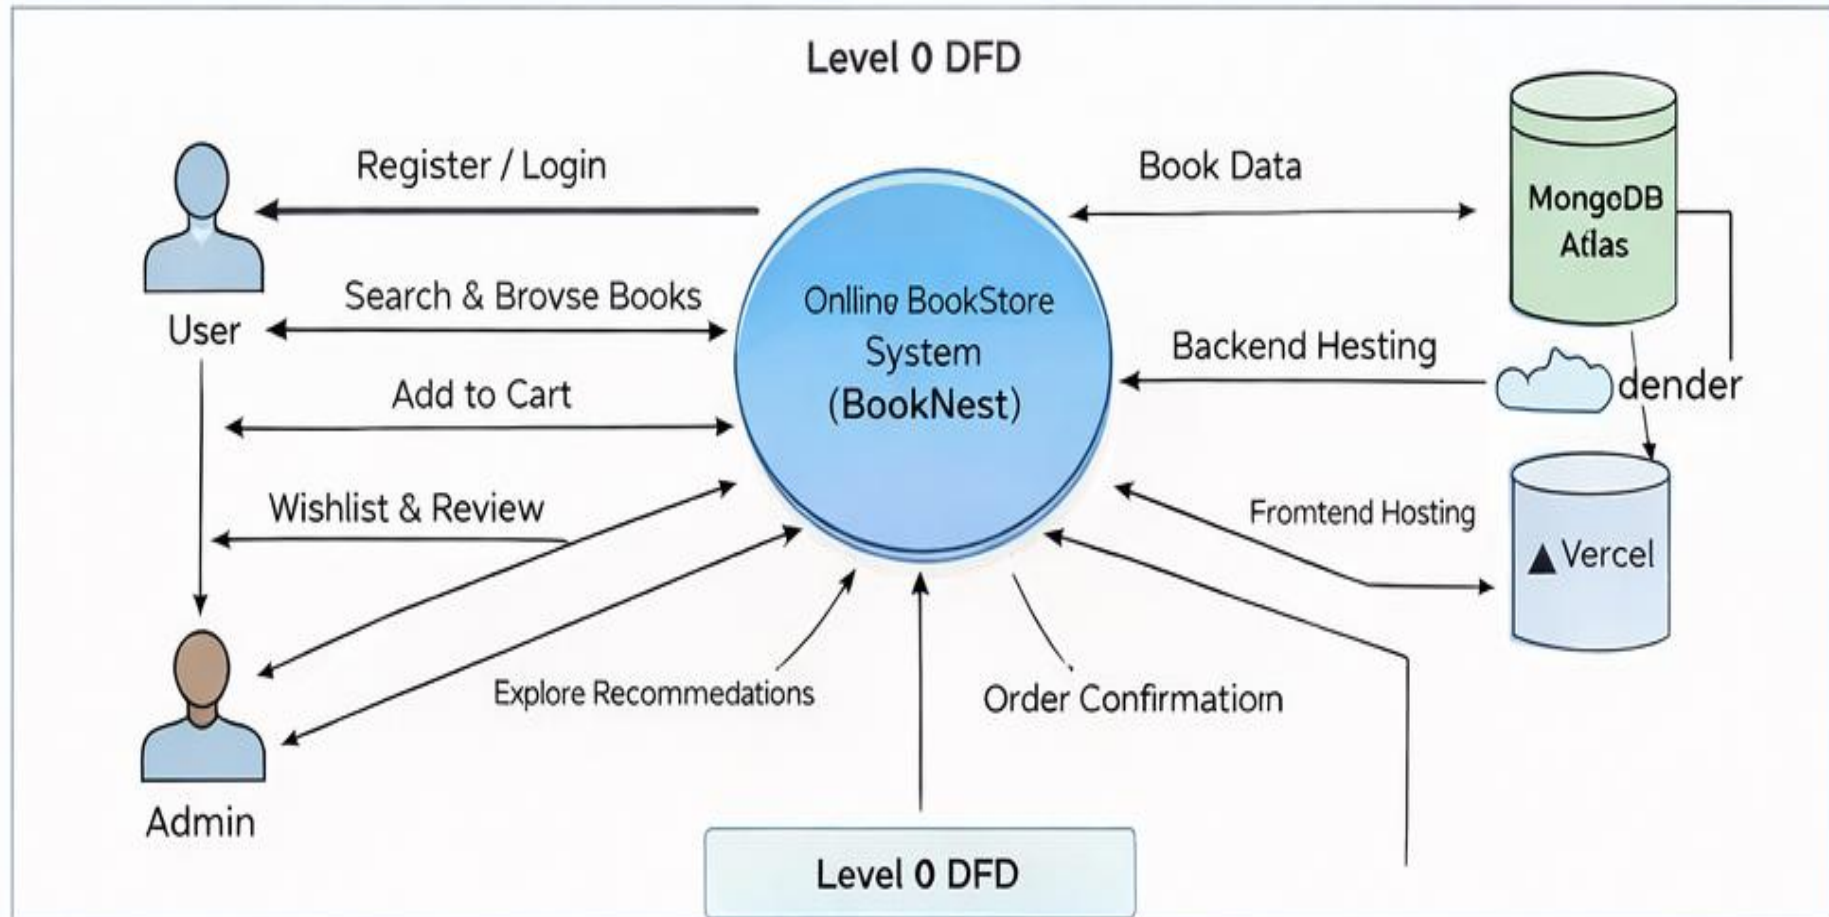 Level 0 DFD
Register / Login
Book Data
MongoDB
Atlas
Search & Brovse Books
User
Onlline BookStore
System
(BookNest)
Backend Hesting
dender
Add to Cart
Wishlist & Review
Fromtend Hosting
Vercel
Explore Recommedations
Order Confirmation
Admin
Level 0 DFD